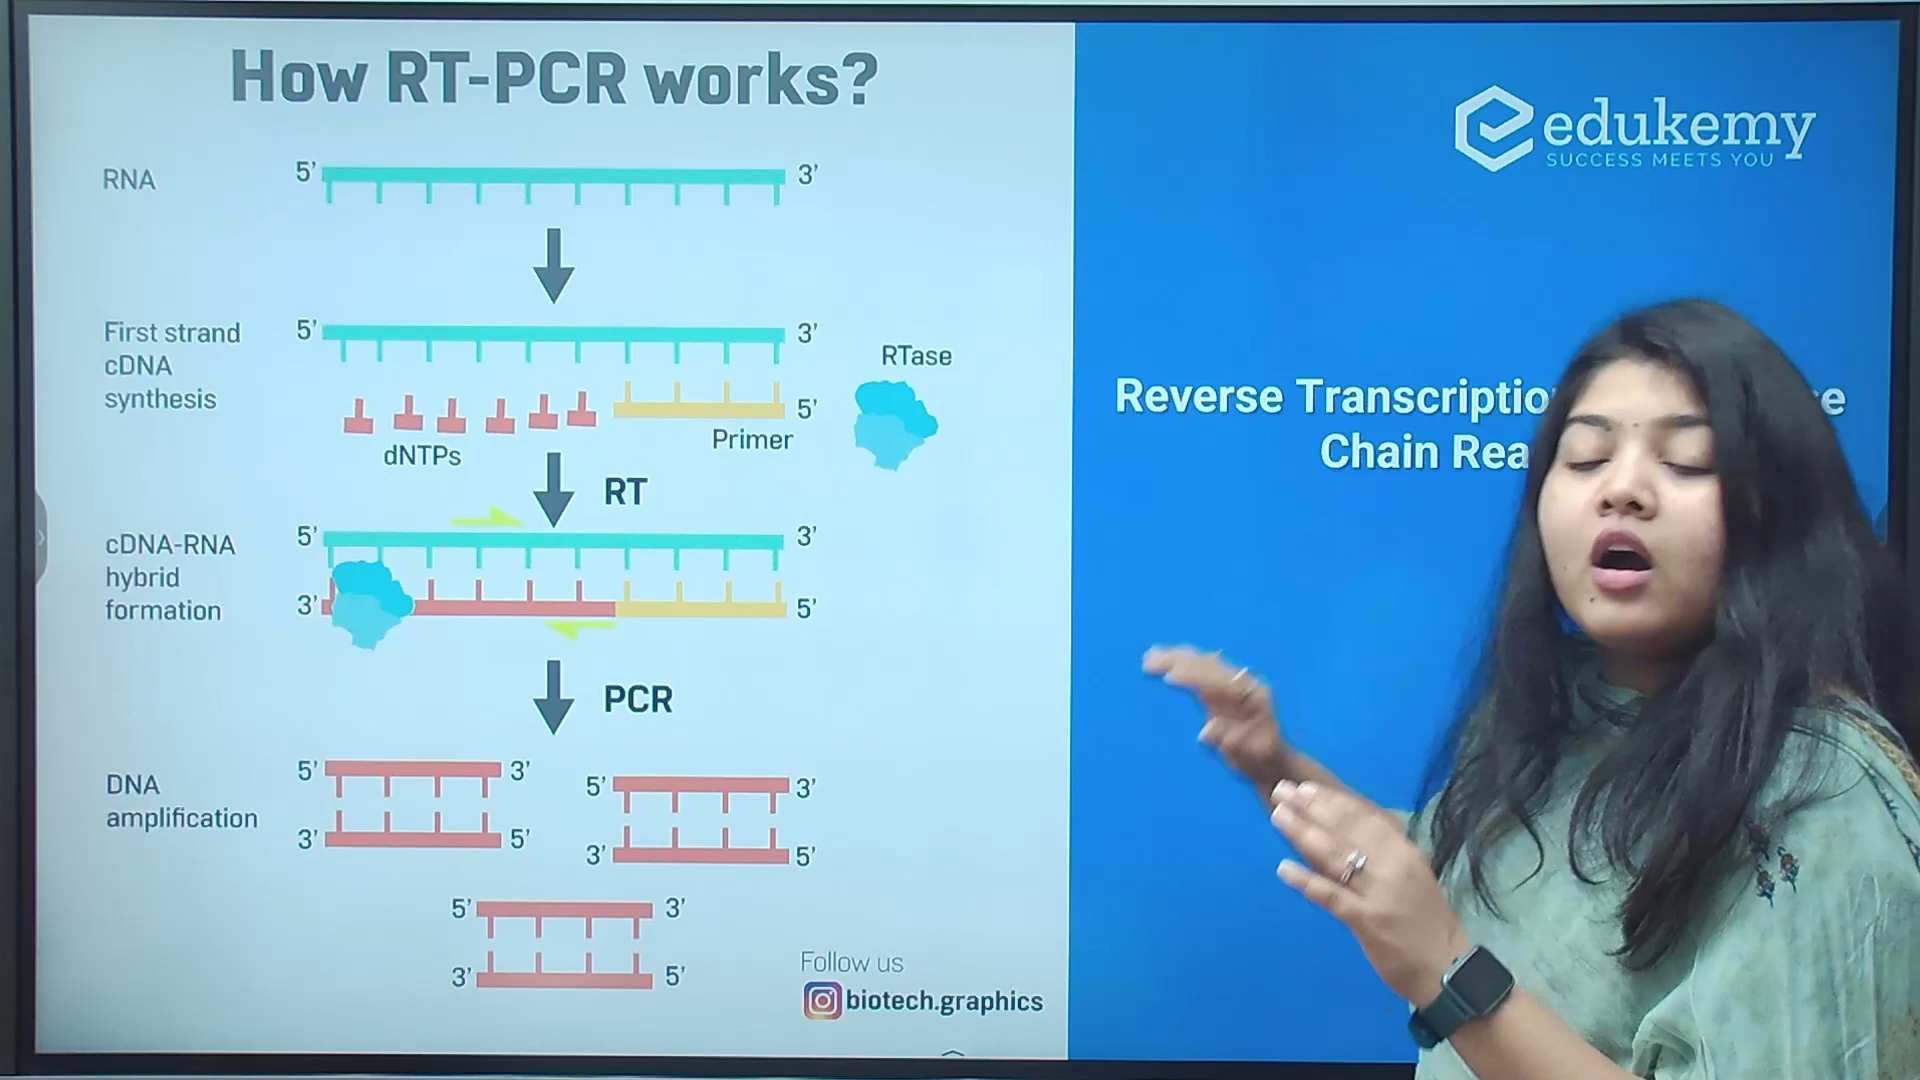 How RT-PCR works?
RNA
5' 3'
First strand
cDNA
synthesis
5' 3'
RTase
5'
dNTPs
Primer
RT
cDNA-RNA
hybrid
formation
5' 3'
3' 5'
PCR
DNA
amplification
5' 3'
3' 5'
5' 3'
3' 5'
5' 3'
3' 5'
Follow us
biotech.graphics
edukemy
SUCCESS MEETS YOU
Reverse
Chain